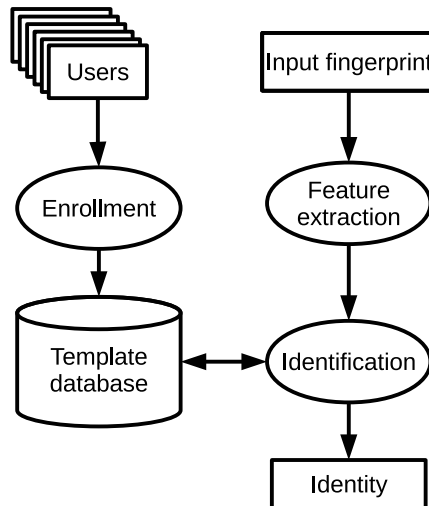 Users
Input fingerprint
Enrollment
Feature
extraction
Template
database
Identification
Identity